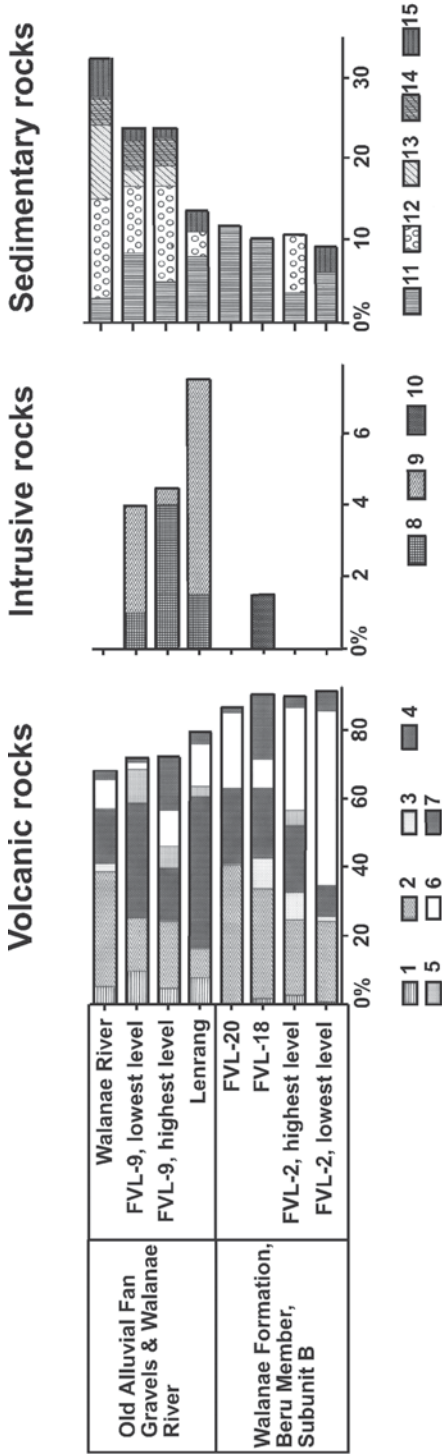 Volcanic rocks
Intrusive rocks
Sedimentary rocks
Old Alluvial Fan
Gravels & Walanae
River
Walanae River
FVL-9, lowest level
FVL-9, highest level
Lenrang
Walanae Formation,
Beru Member,
Subunit B
FVL-20
FVL-18
FVL-2, highest level
FVL-2, lowest level
0% 20 40 60 80
0% 2 4 6
0% 10 20 30
1 2 3 4
5 6 7
8 9 10
11 12 13 14 15